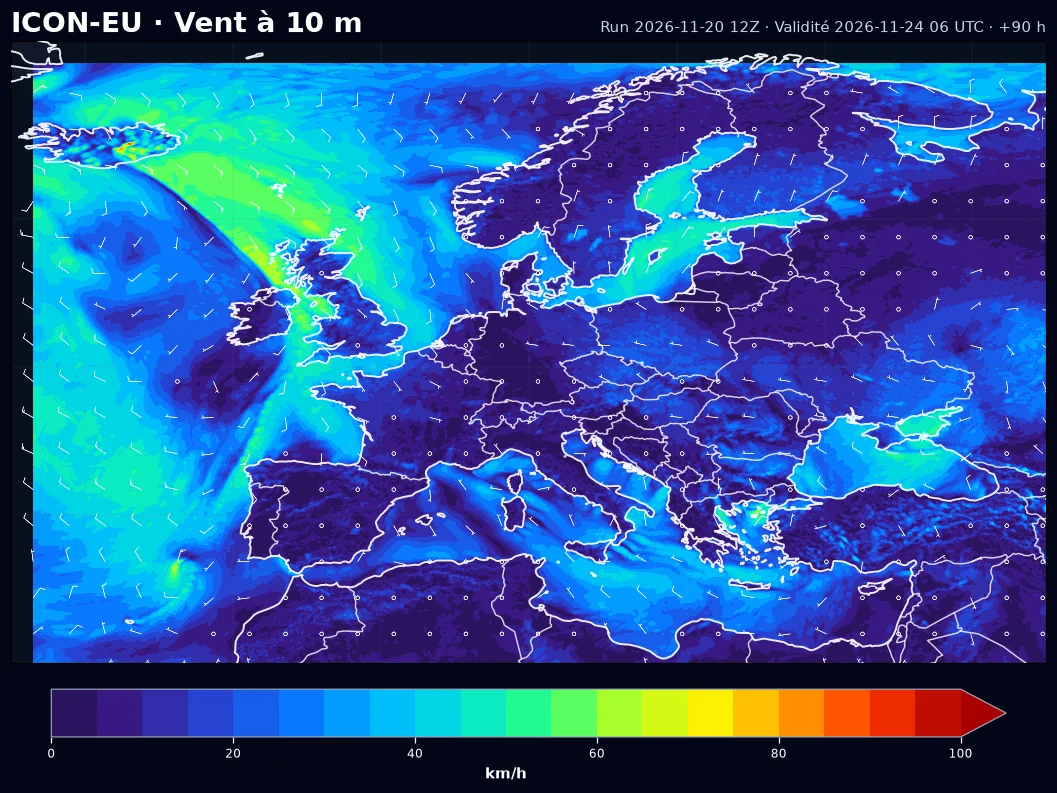 ICON-EU · Vent à 10 m
Run 2026-11-20 12Z · Validité 2026-11-24 06 UTC · +90 h
0 20 40 60 80 100
km/h